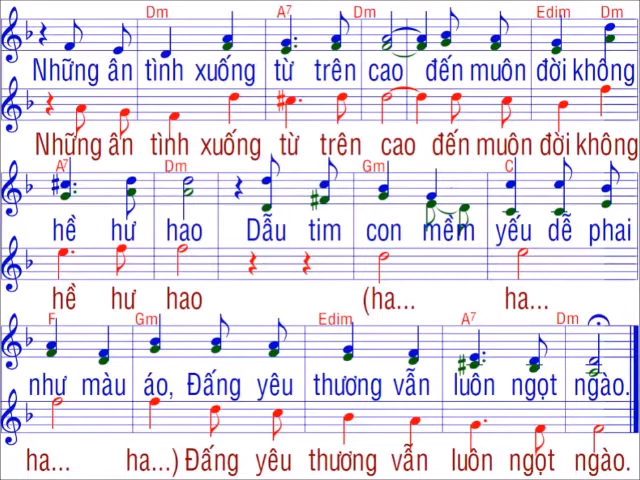 Dm A7 Dm Edim Dm
Những ân tình xuống từ trên cao đến muôn đời không
Những ân tình xuống từ trên cao đến muôn đời không
A7 Dm Gm C
hề hư hao Dẫu tim con mềm yếu dễ phai
hề hư hao (ha... ha...
F Gm Edim A7 Dm
như màu áo, Đấng yêu thương vẫn luôn ngọt ngào.
ha... ha...) Đấng yêu thương vẫn luôn ngọt ngào.